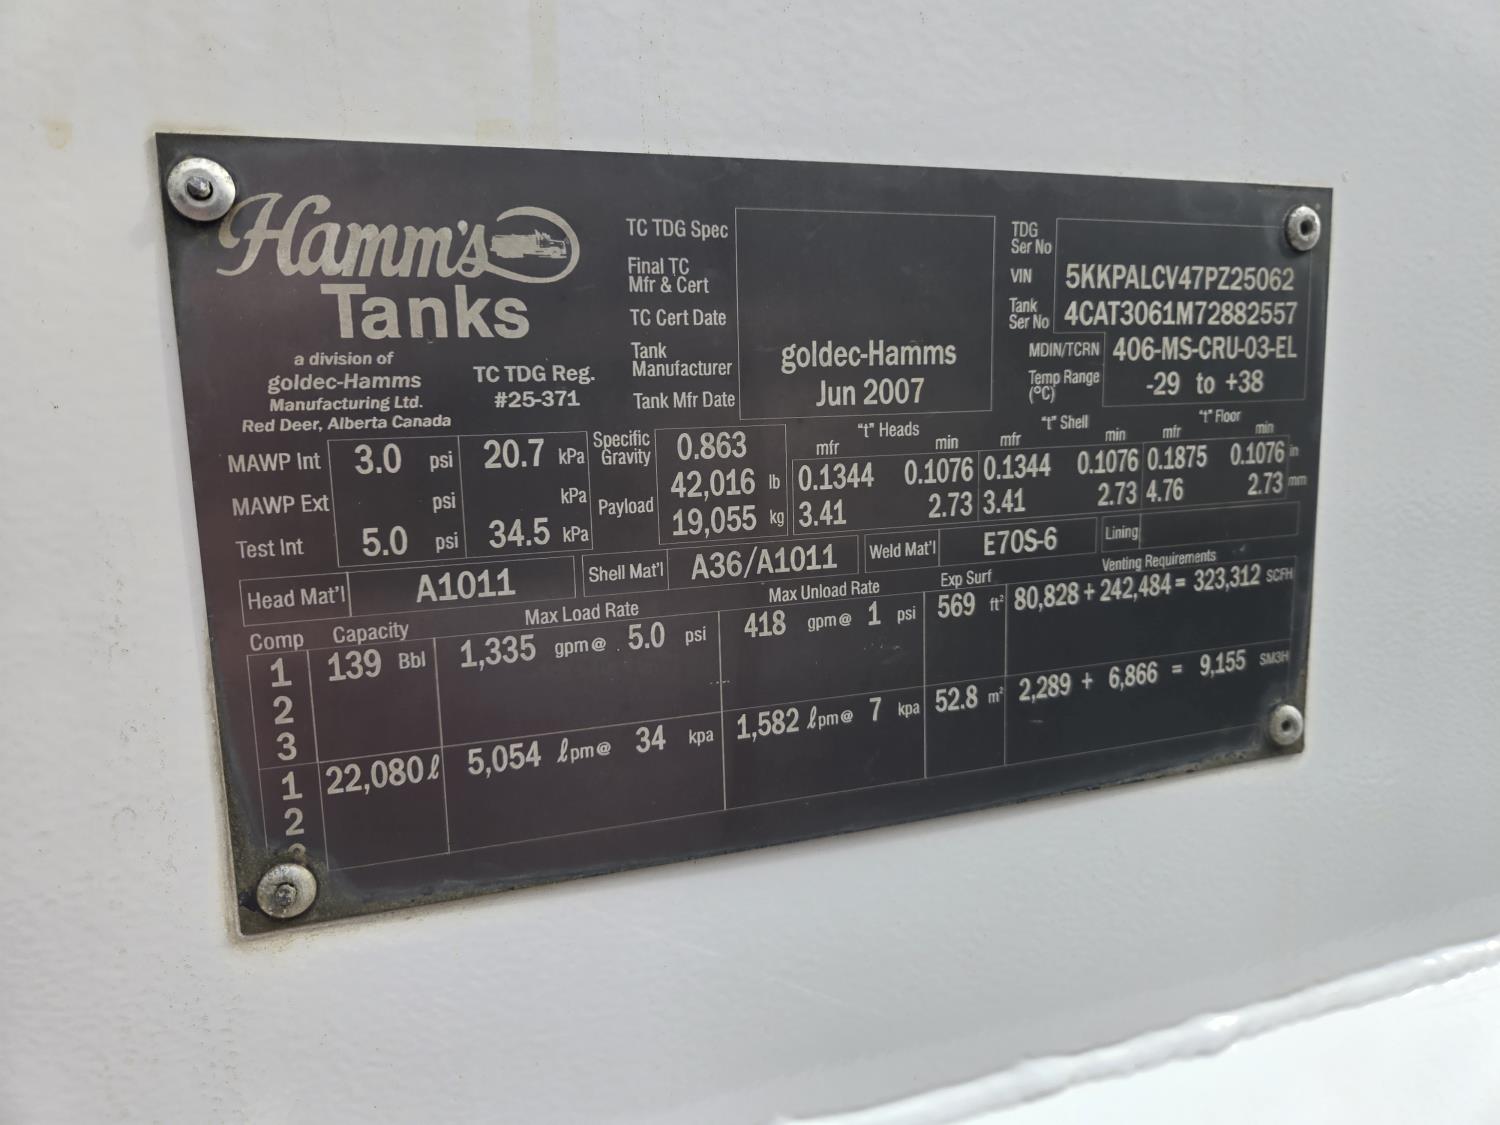 Hamm's
Tanks
a division of
goldec-Hamms
Manufacturing Ltd.
Red Deer, Alberta Canada
TC TDG Reg.
#25-371
TC TDG Spec
Final TC
Mfr & Cert
TC Cert Date
Tank
Manufacturer
goldec-Hamms
Tank Mfr Date
Jun 2007
TDG
Ser No
VIN
5KKPALCV47PZ25062
Tank
Ser No
4CAT3061M72882557
MDIN/TCRN
406-MS-CRU-03-EL
Temp Range
(°C)
-29 to +38
MAWP Int 3.0 psi 20.7 kPa
MAWP Ext psi kPa
Test Int 5.0 psi 34.5 kPa
Specific
Gravity
0.863
Payload
42,016 lb
19,055 kg
"t" Heads "t" Shell "t" Floor
mfr min mfr min mfr min
0.1344 0.1076 0.1344 0.1076 0.1875 0.1076 in
3.41 2.73 3.41 2.73 4.76 2.73 mm
Head Mat'l A1011 Shell Mat'l A36/A1011 Weld Mat'l E70S-6 Lining
Comp Capacity Max Load Rate Max Unload Rate Exp Surf Venting Requirements
1 139 Bbl 1,335 gpm@ 5.0 psi 418 gpm@ 1 psi 569 ft² 80,828 + 242,484 = 323,312 SCFH
2
3
1 22,080 ℓ 5,054 ℓpm@ 34 kpa 1,582 ℓpm@ 7 kpa 52.8 m² 2,289 + 6,866 = 9,155 SM3H
2